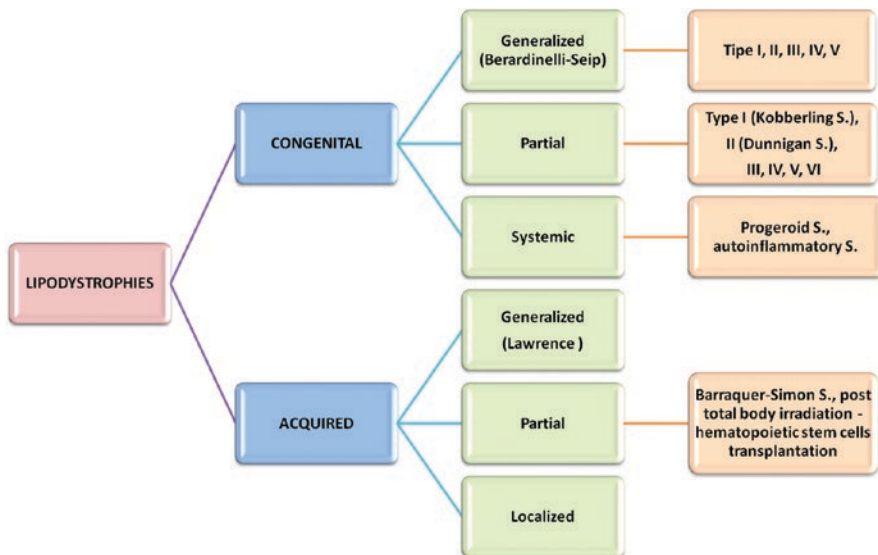 LIPODYSTROPHIES
CONGENITAL
Generalized
(Berardinelli-Seip)
Tipe I, II, III, IV, V
Partial
Type I (Kobberling S.),
II (Dunnigan S.),
III, IV, V, VI
Systemic
Progeroid S.,
autoinflammatory S.
ACQUIRED
Generalized
(Lawrence )
Partial
Barraquer-Simon S., post
total body irradiation -
hematopoietic stem cells
transplantation
Localized